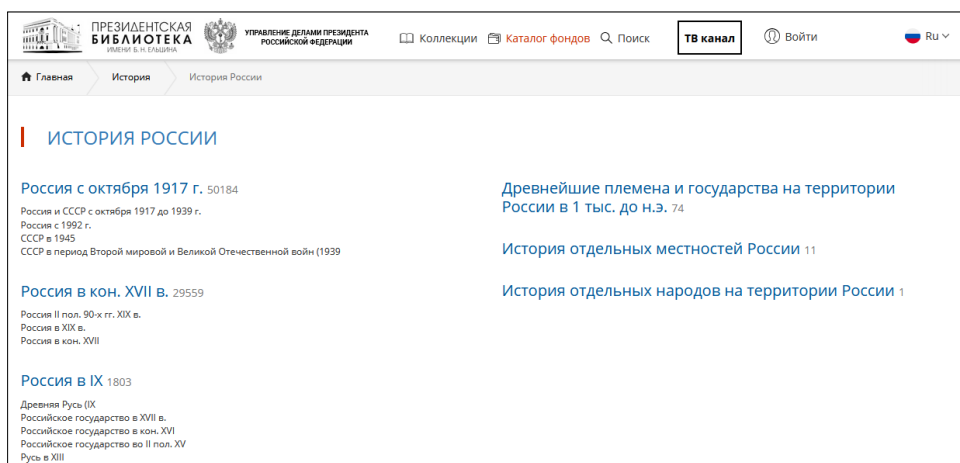 ПРЕЗИДЕНТСКАЯ
БИБЛИОТЕКА
ИМЕНИ Б. Н. ЕЛЬЦИНА
УПРАВЛЕНИЕ ДЕЛАМИ ПРЕЗИДЕНТА
РОССИЙСКОЙ ФЕДЕРАЦИИ
Коллекции Каталог фондов Поиск ТВ канал Войти Ru
Главная История История России
ИСТОРИЯ РОССИИ
Россия с октября 1917 г. 50184
Россия и СССР с октября 1917 до 1939 г.
Россия с 1992 г.
СССР в 1945
СССР в период Второй мировой и Великой Отечественной войн (1939
Россия в кон. XVII в. 29559
Россия II пол. 90-х гг. XIX в.
Россия в XIX в.
Россия в кон. XVII
Россия в IX 1803
Древняя Русь (IX
Российское государство в XVII в.
Российское государство в кон. XVI
Российское государство во II пол. XV
Русь в XIII
Древнейшие племена и государства на территории
России в 1 тыс. до н.э. 74
История отдельных местностей России 11
История отдельных народов на территории России 1